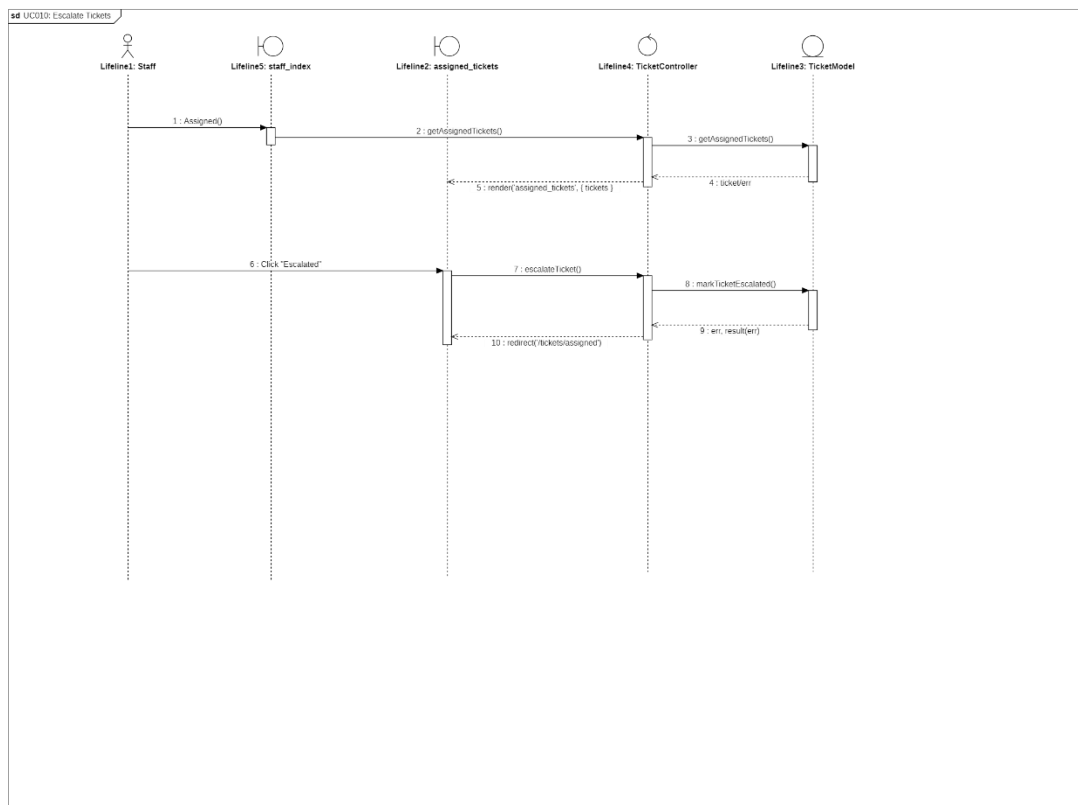 sd UC010: Escalate Tickets
Lifeline1: Staff
Lifeline5: staff_index
Lifeline2: assigned_tickets
Lifeline4: TicketController
Lifeline3: TicketModel
1 : Assigned()
2 : getAssignedTickets()
3 : getAssignedTickets()
4 : ticket/err
5 : render('assigned_tickets', { tickets }
6 : Click "Escalated"
7 : escalateTicket()
8 : markTicketEscalated()
9 : err, result(err)
10 : redirect('/tickets/assigned')